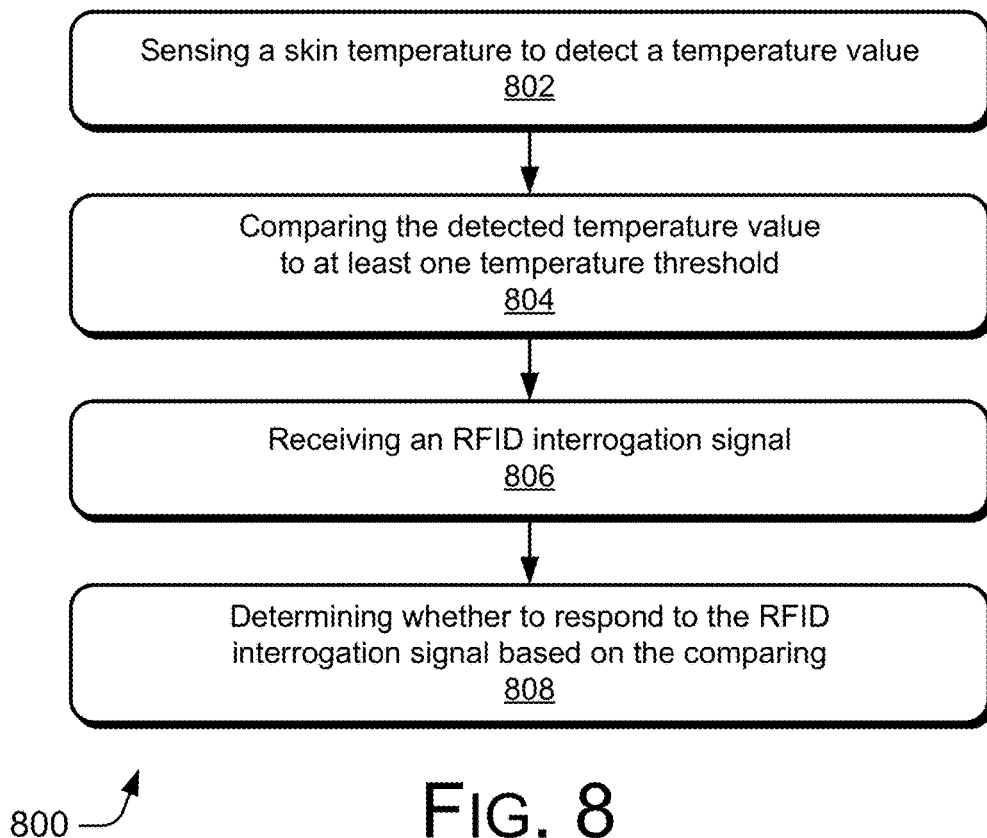 Sensing a skin temperature to detect a temperature value
802
Comparing the detected temperature value
to at least one temperature threshold
804
Receiving an RFID interrogation signal
806
Determining whether to respond to the RFID
interrogation signal based on the comparing
808
800
FIG. 8